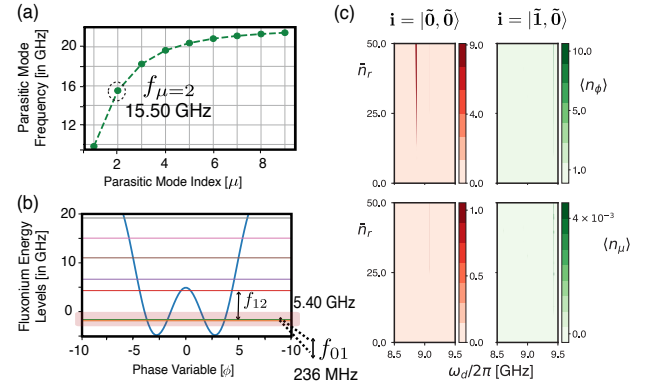 (a)
Parasitic Mode
Frequency [in GHz]
20
16
12
2 4 6 8
Parasitic Mode Index [μ]
f_{μ=2}
15.50 GHz
(b)
Fluxonium Energy
Levels [in GHz]
20
10
0
-10 -5 0 5 -10
Phase Variable [ϕ]
f_{12}
5.40 GHz
f_{01}
236 MHz
(c)
i = |0̃, 0̃⟩
i = |1̃, 0̃⟩
n̄_r
50.0
25.0
0.0
9.0
4.0
0.0
10.0
5.0
1.0
⟨n_ϕ⟩
n̄_r
50.0
25.0
50.0
1.0
0.5
0.0
4 × 10⁻³
0.0
⟨n_μ⟩
8.5 9 9.5 8.5 9 9.5
ω_d/2π [GHz]